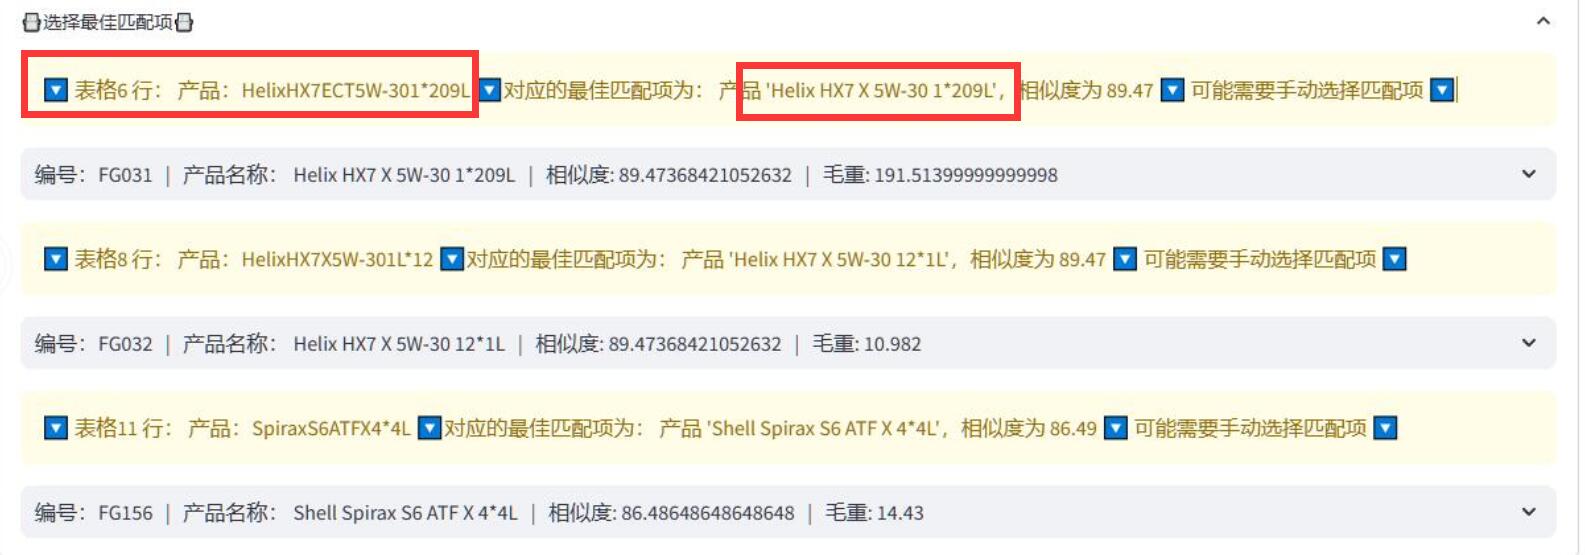 选择最佳匹配项
表格6 行： 产品：HelixHX7ECT5W-301*209L 对应的最佳匹配项为： 产品 'Helix HX7 X 5W-30 1*209L'，相似度为 89.47 可能需要手动选择匹配项
编号：FG031 | 产品名称： Helix HX7 X 5W-30 1*209L | 相似度: 89.47368421052632 | 毛重: 191.51399999999998
表格8 行： 产品：HelixHX7X5W-301L*12 对应的最佳匹配项为： 产品 'Helix HX7 X 5W-30 12*1L'，相似度为 89.47 可能需要手动选择匹配项
编号：FG032 | 产品名称： Helix HX7 X 5W-30 12*1L | 相似度: 89.47368421052632 | 毛重: 10.982
表格11 行： 产品：SpiraxS6ATFX4*4L 对应的最佳匹配项为： 产品 'Shell Spirax S6 ATF X 4*4L'，相似度为 86.49 可能需要手动选择匹配项
编号：FG156 | 产品名称： Shell Spirax S6 ATF X 4*4L | 相似度: 86.48648648648648 | 毛重: 14.43